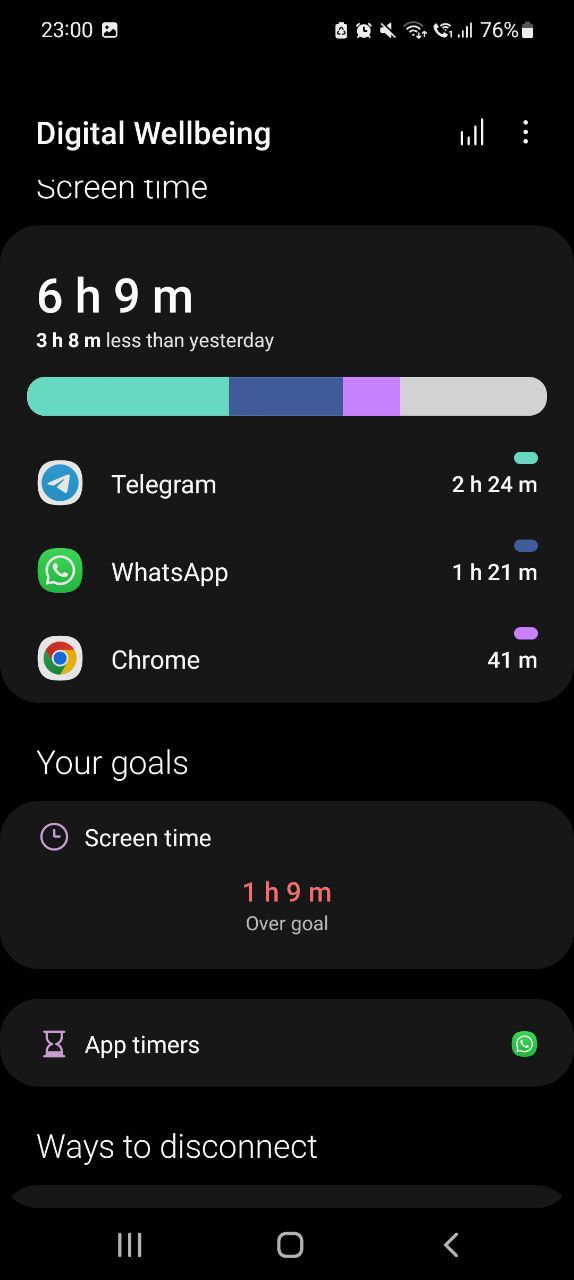 23:00
76%
Digital Wellbeing
Screen time
6 h 9 m
3 h 8 m less than yesterday
Telegram
2 h 24 m
WhatsApp
1 h 21 m
Chrome
41 m
Your goals
Screen time
1 h 9 m
Over goal
App timers
Ways to disconnect